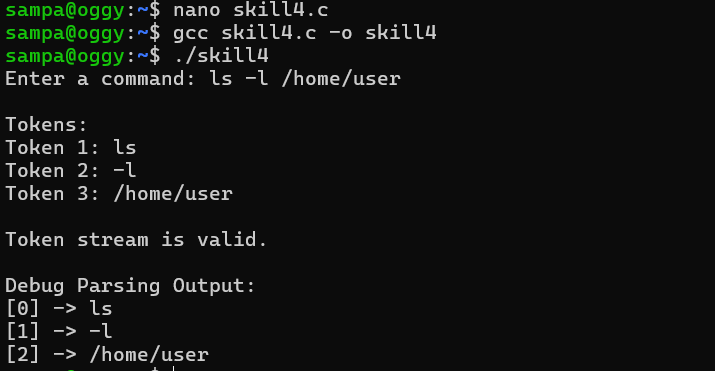 sampa@oggy:~$ nano skill4.c
sampa@oggy:~$ gcc skill4.c -o skill4
sampa@oggy:~$ ./skill4
Enter a command: ls -l /home/user

Tokens:
Token 1: ls
Token 2: -l
Token 3: /home/user

Token stream is valid.

Debug Parsing Output:
[0] -> ls
[1] -> -l
[2] -> /home/user